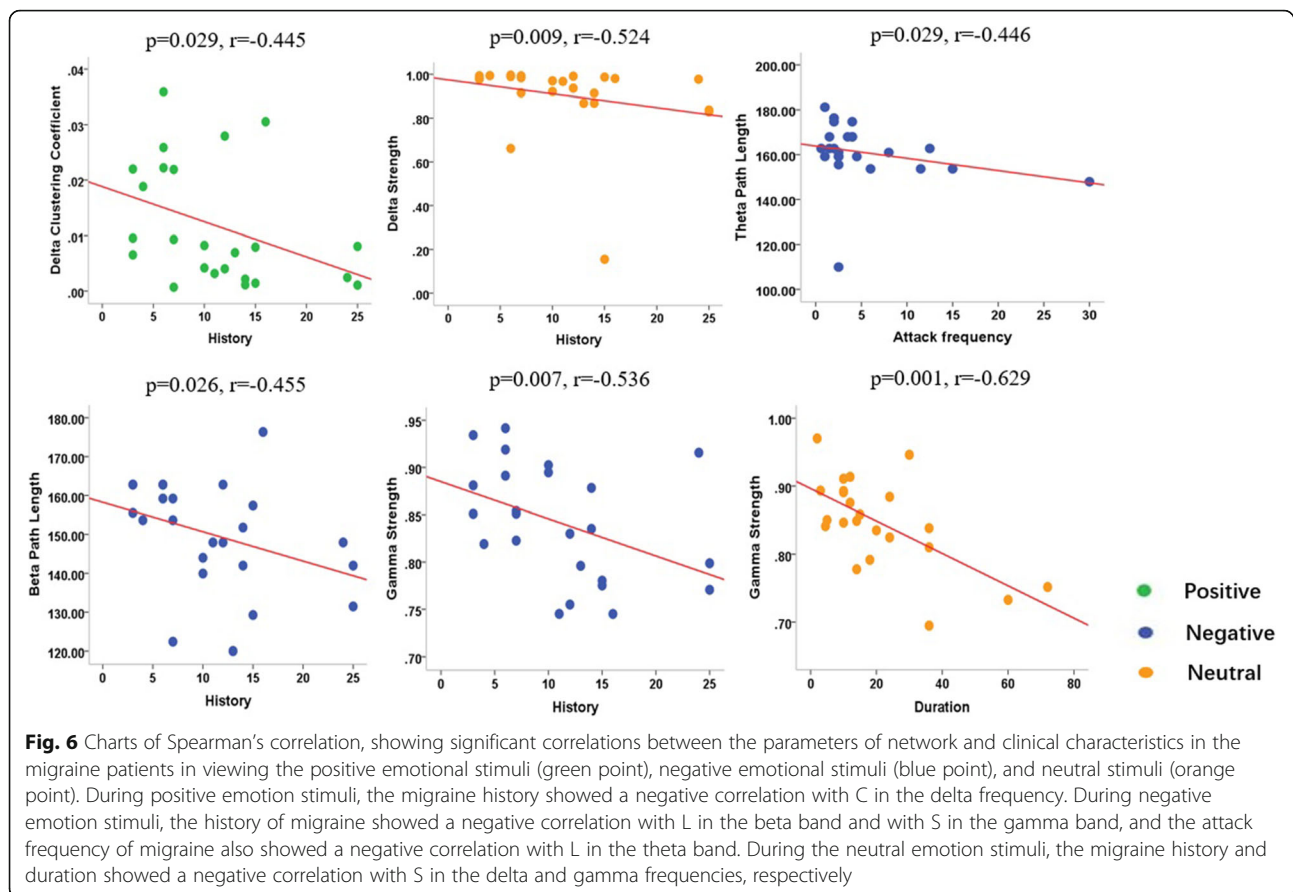 p=0.029, r=-0.445
Delta Clustering Coefficient
.04
.03
.02
.01
.00
0 5 10 15 20 25
History
p=0.009, r=-0.524
Delta Strength
1.00
.80
.60
.40
.20
.00
0 5 10 15 20 25
History
p=0.029, r=-0.446
Theta Path Length
200.00
180.00
160.00
140.00
120.00
100.00
0 5 10 15 20 25 30
Attack frequency
p=0.026, r=-0.455
Beta Path Length
180.00
170.00
160.00
150.00
140.00
130.00
120.00
0 5 10 15 20 25
History
p=0.007, r=-0.536
Gamma Strength
.95
.90
.85
.80
.75
.70
0 5 10 15 20 25
History
p=0.001, r=-0.629
Gamma Strength
1.00
.90
.80
.70
0 20 40 60 80
Duration
Positive
Negative
Neutral
Fig. 6 Charts of Spearman's correlation, showing significant correlations between the parameters of network and clinical characteristics in the
migraine patients in viewing the positive emotional stimuli (green point), negative emotional stimuli (blue point), and neutral stimuli (orange
point). During positive emotion stimuli, the migraine history showed a negative correlation with C in the delta frequency. During negative
emotion stimuli, the history of migraine showed a negative correlation with L in the beta band and with S in the gamma band, and the attack
frequency of migraine also showed a negative correlation with L in the theta band. During the neutral emotion stimuli, the migraine history and
duration showed a negative correlation with S in the delta and gamma frequencies, respectively